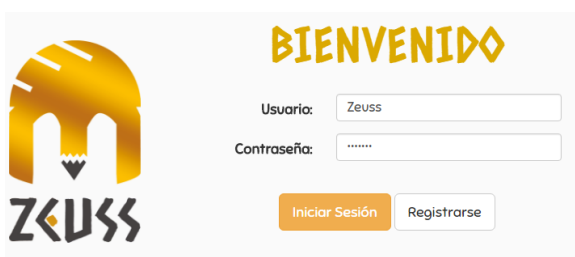 BIENVENIDO
Usuario: Zeuss
Contraseña: .......
Iniciar Sesión Registrarse
ZEUSS